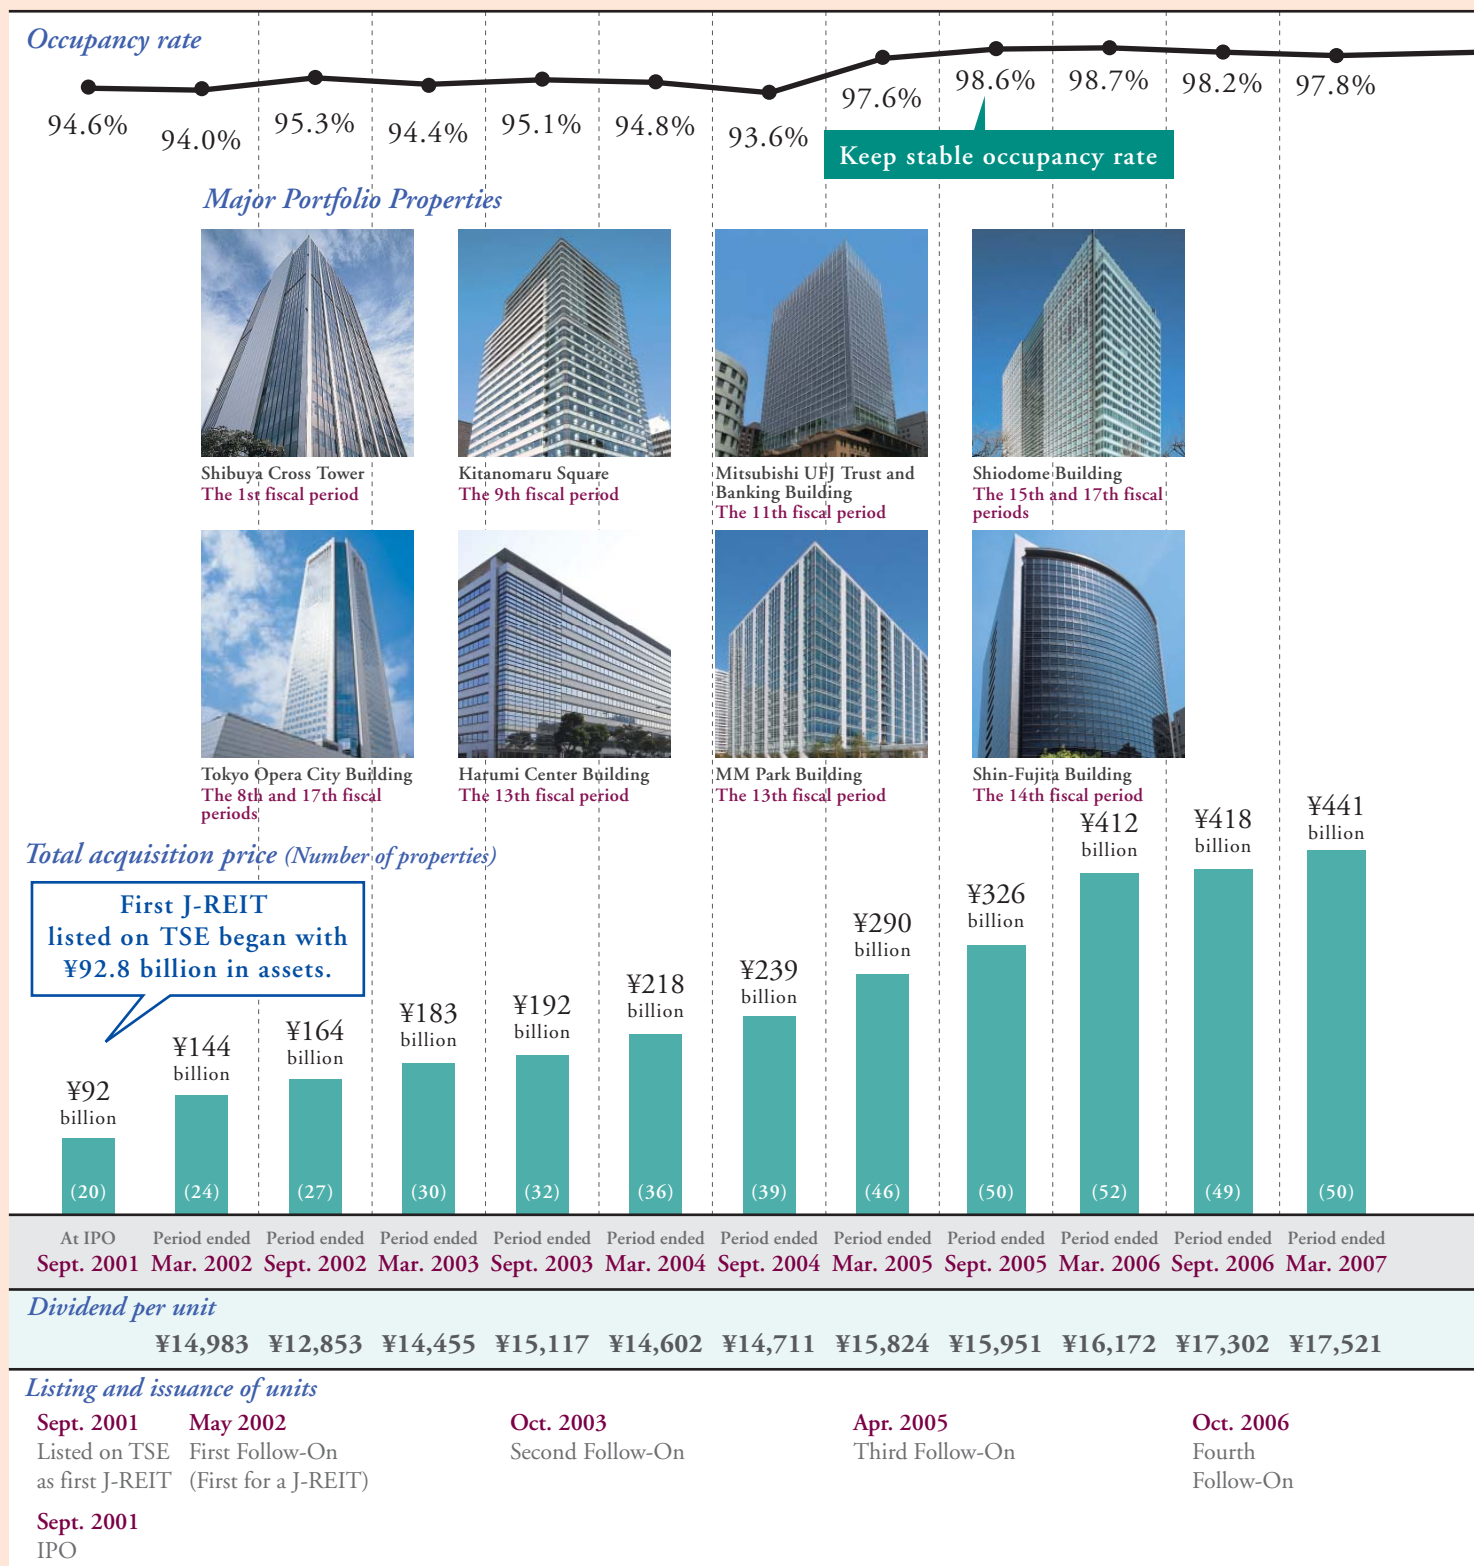 Occupancy rate
94.6% 94.0% 95.3% 94.4% 95.1% 94.8% 93.6% 97.6% 98.6% 98.7% 98.2% 97.8%
Keep stable occupancy rate
Major Portfolio Properties
Shibuya Cross Tower
The 1st fiscal period
Kitanomaru Square
The 9th fiscal period
Mitsubishi UFJ Trust and
Banking Building
The 11th fiscal period
Shiodome Building
The 15th and 17th fiscal
periods
Tokyo Opera City Building
The 8th and 17th fiscal
periods
Harumi Center Building
The 13th fiscal period
MM Park Building
The 13th fiscal period
Shin-Fujita Building
The 14th fiscal period
Total acquisition price (Number of properties)
First J-REIT
listed on TSE began with
¥92.8 billion in assets.
¥92
billion
¥144
billion
¥164
billion
¥183
billion
¥192
billion
¥218
billion
¥239
billion
¥290
billion
¥326
billion
¥412
billion
¥418
billion
¥441
billion
(20) (24) (27) (30) (32) (36) (39) (46) (50) (52) (49) (50)
At IPO Period ended Period ended Period ended Period ended Period ended Period ended Period ended Period ended Period ended Period ended Period ended
Sept. 2001 Mar. 2002 Sept. 2002 Mar. 2003 Sept. 2003 Mar. 2004 Sept. 2004 Mar. 2005 Sept. 2005 Mar. 2006 Sept. 2006 Mar. 2007
Dividend per unit
¥14,983 ¥12,853 ¥14,455 ¥15,117 ¥14,602 ¥14,711 ¥15,824 ¥15,951 ¥16,172 ¥17,302 ¥17,521
Listing and issuance of units
Sept. 2001
Listed on TSE
as first J-REIT
Sept. 2001
IPO
May 2002
First Follow-On
(First for a J-REIT)
Oct. 2003
Second Follow-On
Apr. 2005
Third Follow-On
Oct. 2006
Fourth
Follow-On